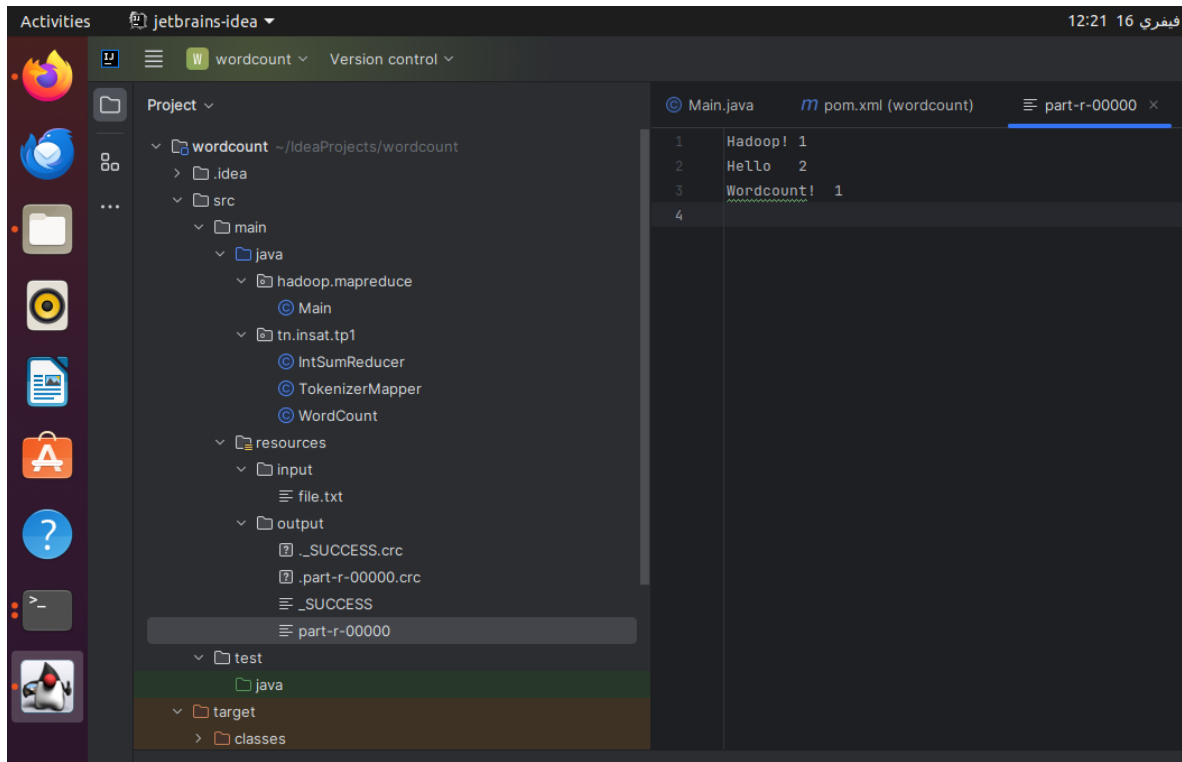 Activities jetbrains-idea 12:21 16 فيفري
W wordcount Version control
Project
wordcount ~/IdeaProjects/wordcount
.idea
src
main
java
hadoop.mapreduce
Main
tn.insat.tp1
IntSumReducer
TokenizerMapper
WordCount
resources
input
file.txt
output
._SUCCESS.crc
.part-r-00000.crc
_SUCCESS
part-r-00000
test
java
target
classes
Main.java pom.xml (wordcount) part-r-00000
1 Hadoop! 1
2 Hello 2
3 Wordcount! 1
4